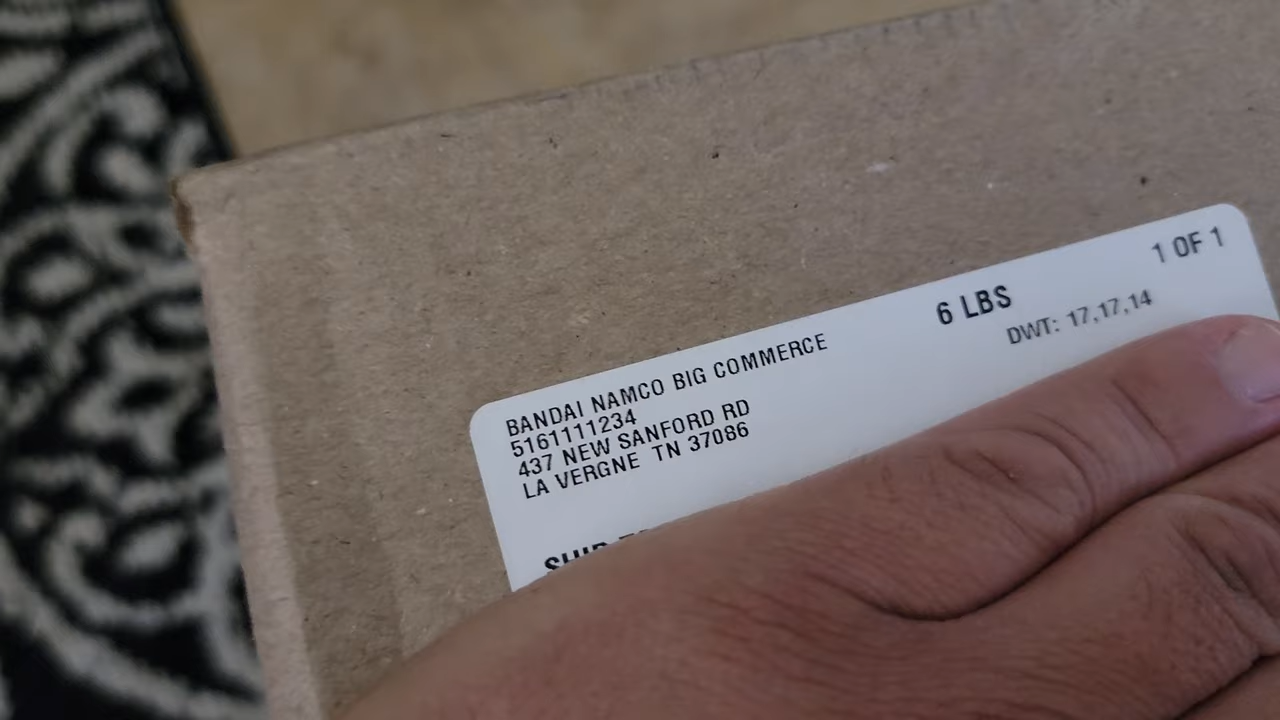 BANDAI NAMCO BIG COMMERCE
5161111234
437 NEW SANFORD RD
LA VERGNE TN 37086
6 LBS
1 OF 1
DWT: 17,17,14
SHIP